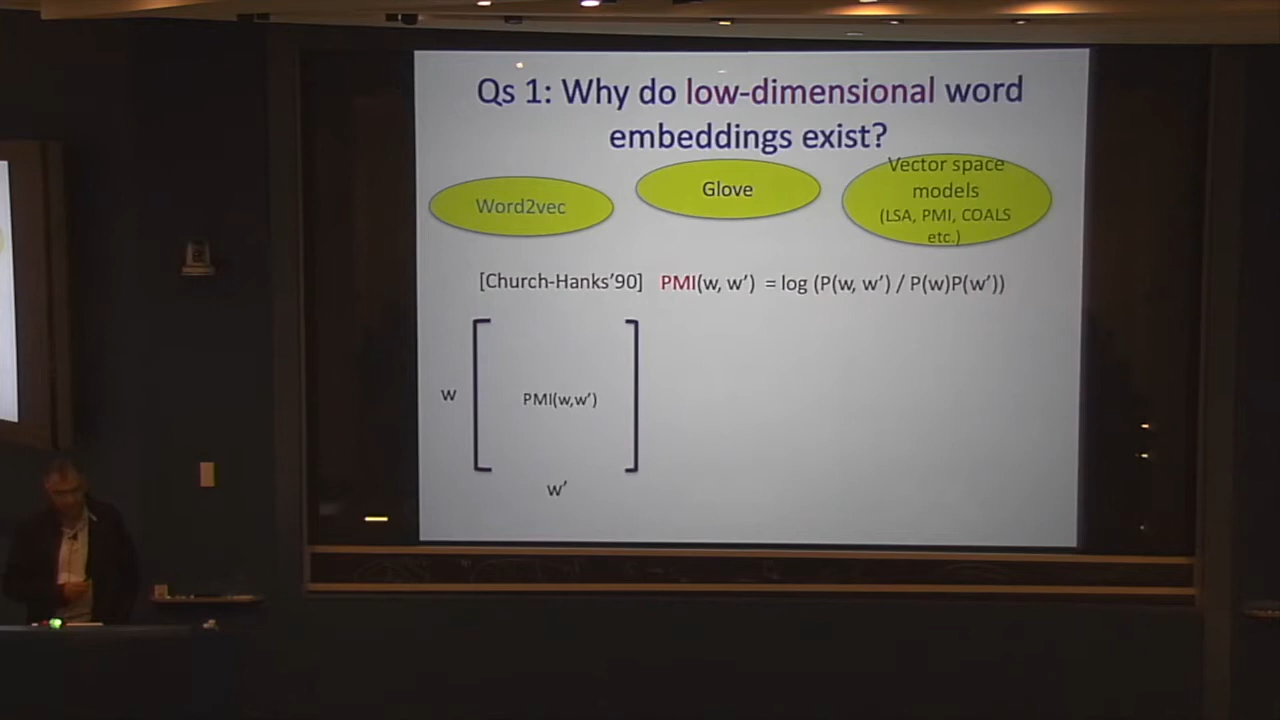 Qs 1: Why do low-dimensional word
embeddings exist?
Word2vec
Glove
Vector space
models
(LSA, PMI, COALS
etc.)
[Church-Hanks’90] PMI(w, w’) = log (P(w, w’) / P(w)P(w’))
w
PMI(w,w’)
w’